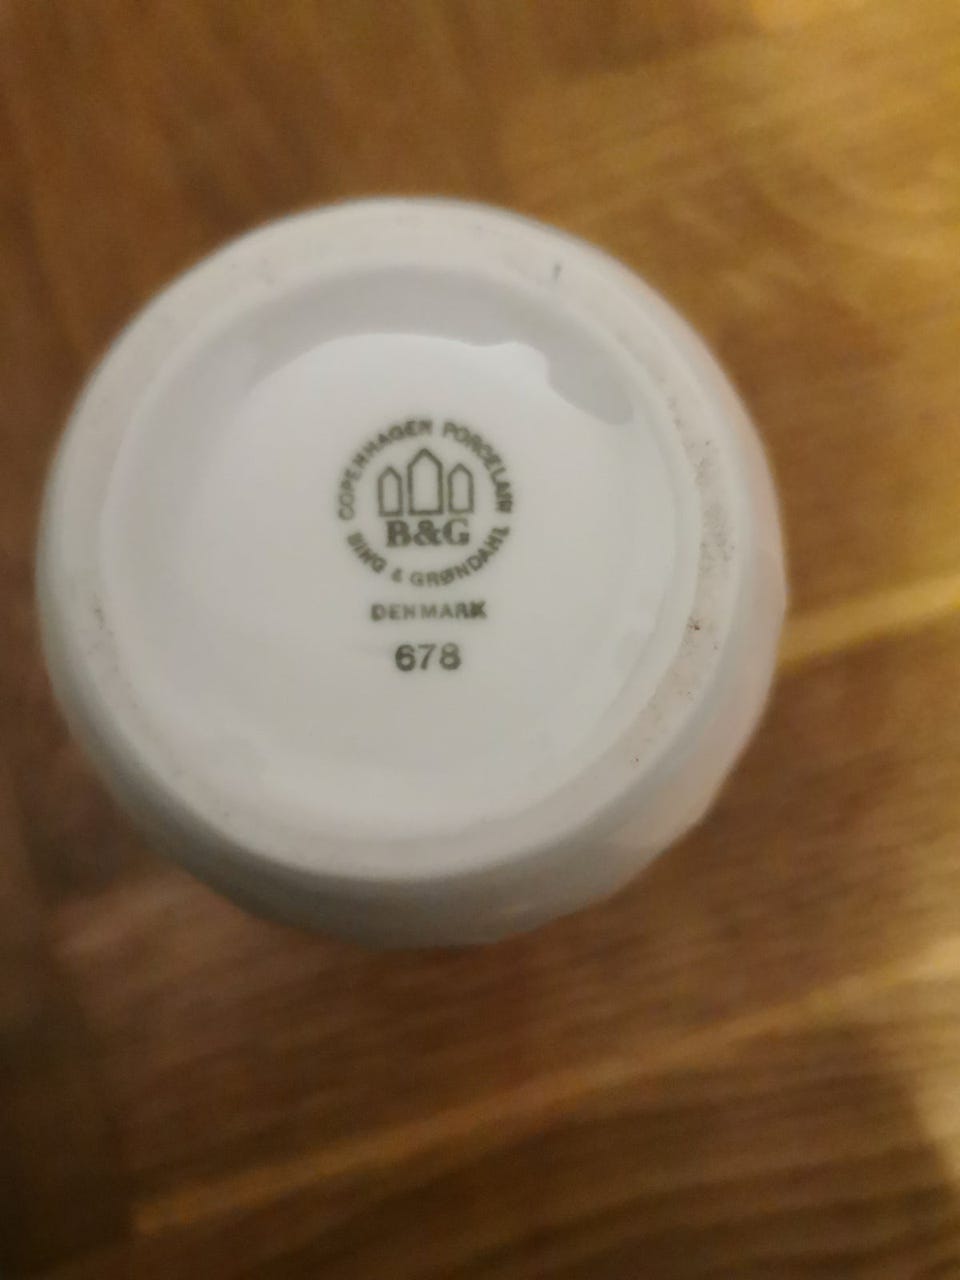 COPENHAGEN PORCELAIN
B&G
BING & GRØNDAHL
DENMARK
678